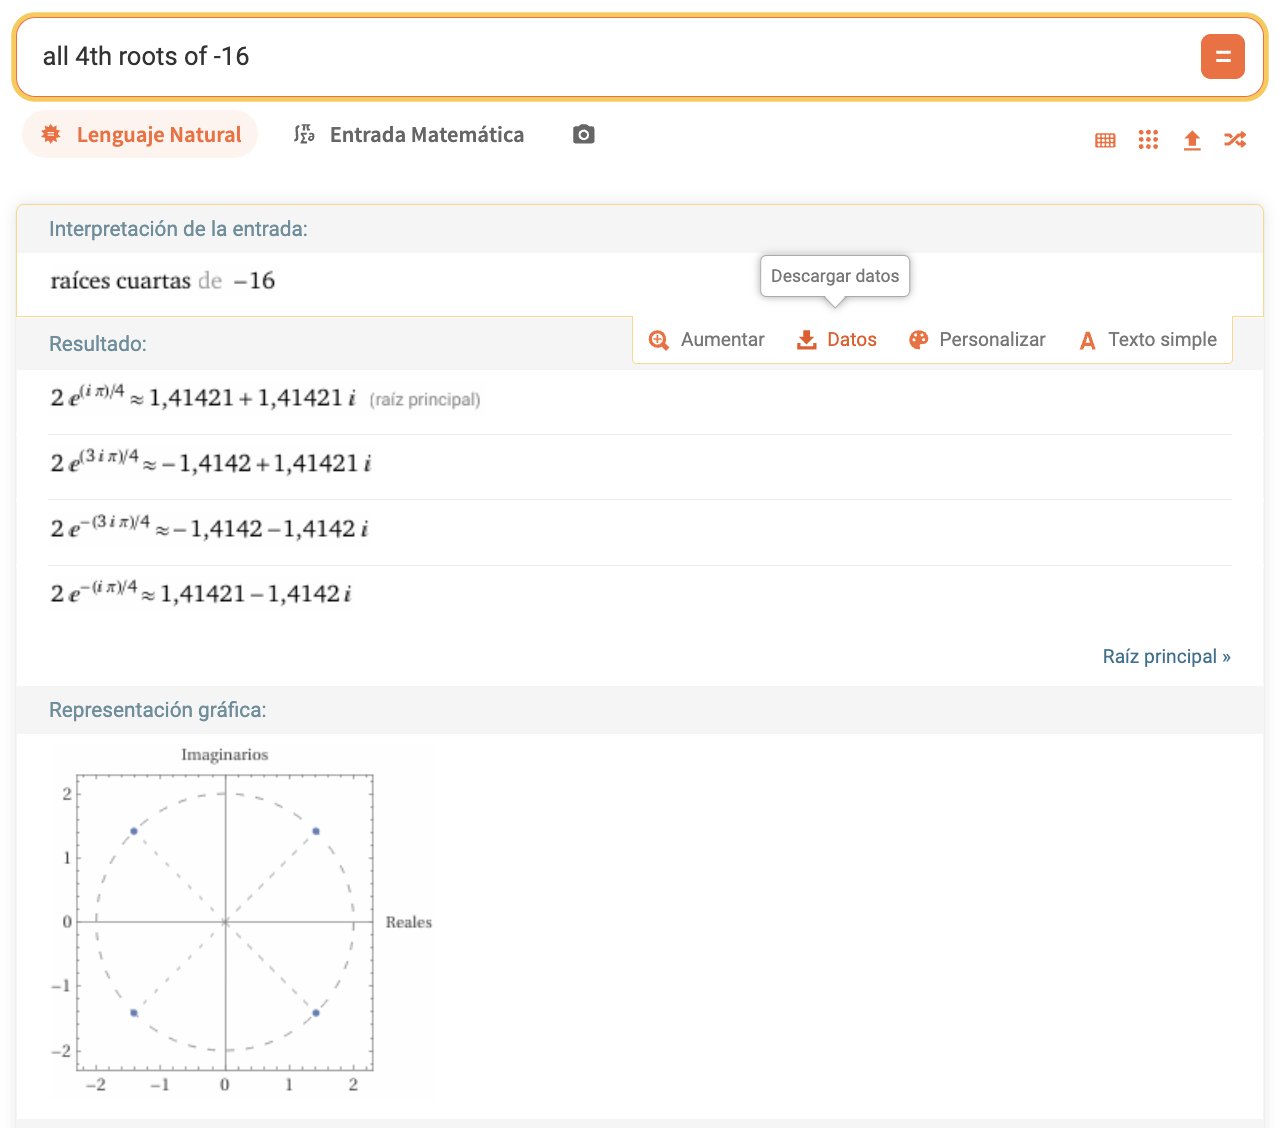 all 4th roots of -16
=
Lenguaje Natural Entrada Matemática
Interpretación de la entrada:
raíces cuartas de −16
Descargar datos
Resultado:
Aumentar Datos Personalizar A Texto simple
2 e^((i π)/4) ≈ 1,41421 + 1,41421 i (raíz principal)
2 e^((3 i π)/4) ≈ − 1,4142 + 1,41421 i
2 e^(−(3 i π)/4) ≈ − 1,4142 − 1,4142 i
2 e^(−(i π)/4) ≈ 1,41421 − 1,4142 i
Raíz principal »
Representación gráfica:
Imaginarios
2
1
0
Reales
−1
−2
−2 −1 0 1 2